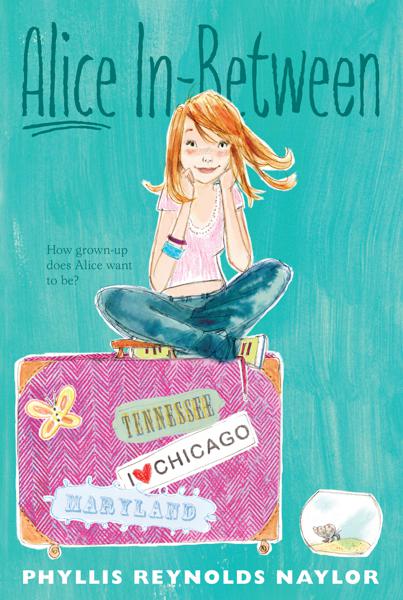 Alice In-Between
How grown-up
does Alice want
to be?
TENNESSEE
I ♥ CHICAGO
MARYLAND
PHYLLIS REYNOLDS NAYLOR